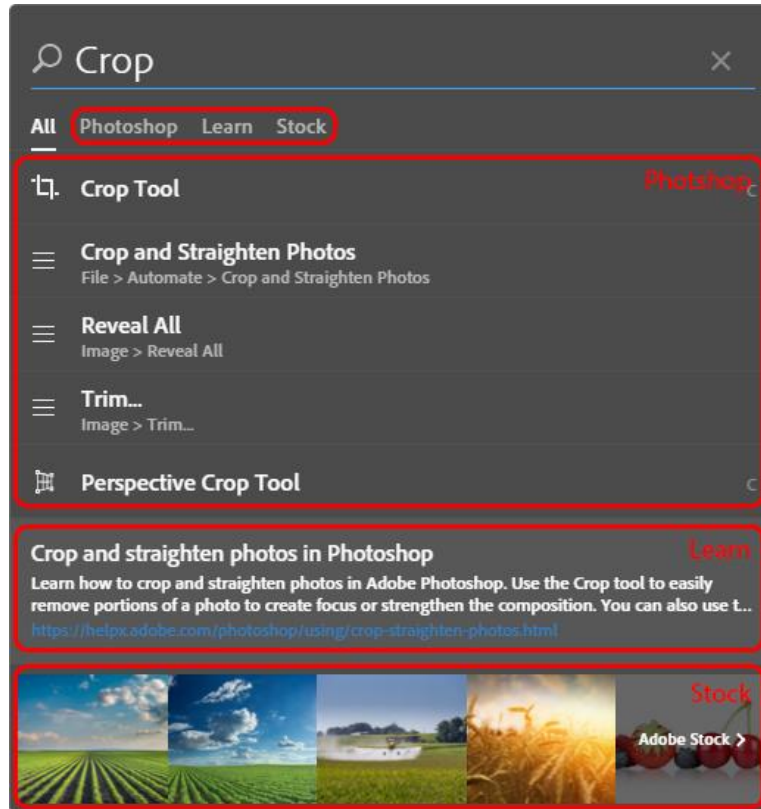 Crop
All Photoshop Learn Stock
Crop Tool Photshop C
Crop and Straighten Photos
File > Automate > Crop and Straighten Photos
Reveal All
Image > Reveal All
Trim...
Image > Trim...
Perspective Crop Tool C
Crop and straighten photos in Photoshop Learn
Learn how to crop and straighten photos in Adobe Photoshop. Use the Crop tool to easily
remove portions of a photo to create focus or strengthen the composition. You can also use t...
https://helpx.adobe.com/photoshop/using/crop-straighten-photos.html
Stock
Adobe Stock >